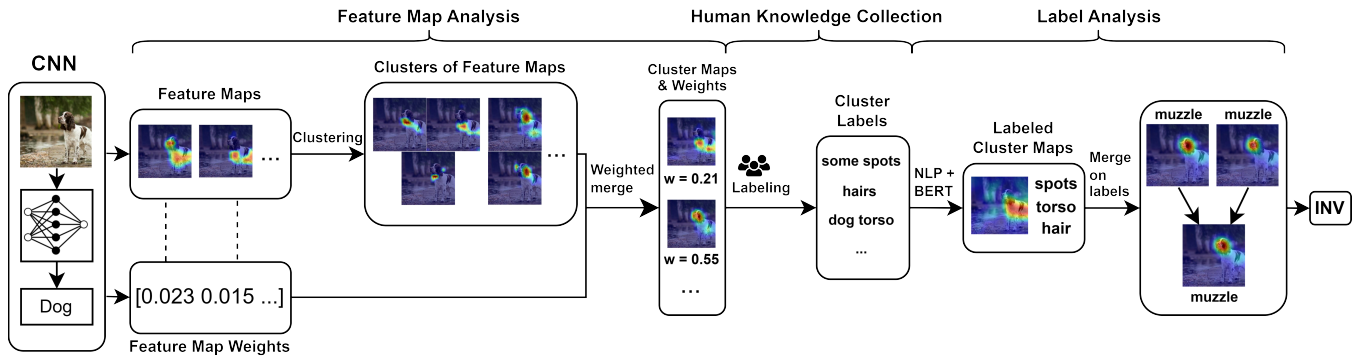 Feature Map Analysis
Human Knowledge Collection
Label Analysis
CNN
Dog
Feature Maps
...
[0.023 0.015 ...]
Feature Map Weights
Clustering
Clusters of Feature Maps
...
Weighted
merge
Cluster Maps
& Weights
w = 0.21
w = 0.55
...
Labeling
Cluster
Labels
some spots
hairs
dog torso
...
NLP +
BERT
Labeled
Cluster Maps
spots
torso
hair
Merge
on
labels
muzzle
muzzle
muzzle
INV